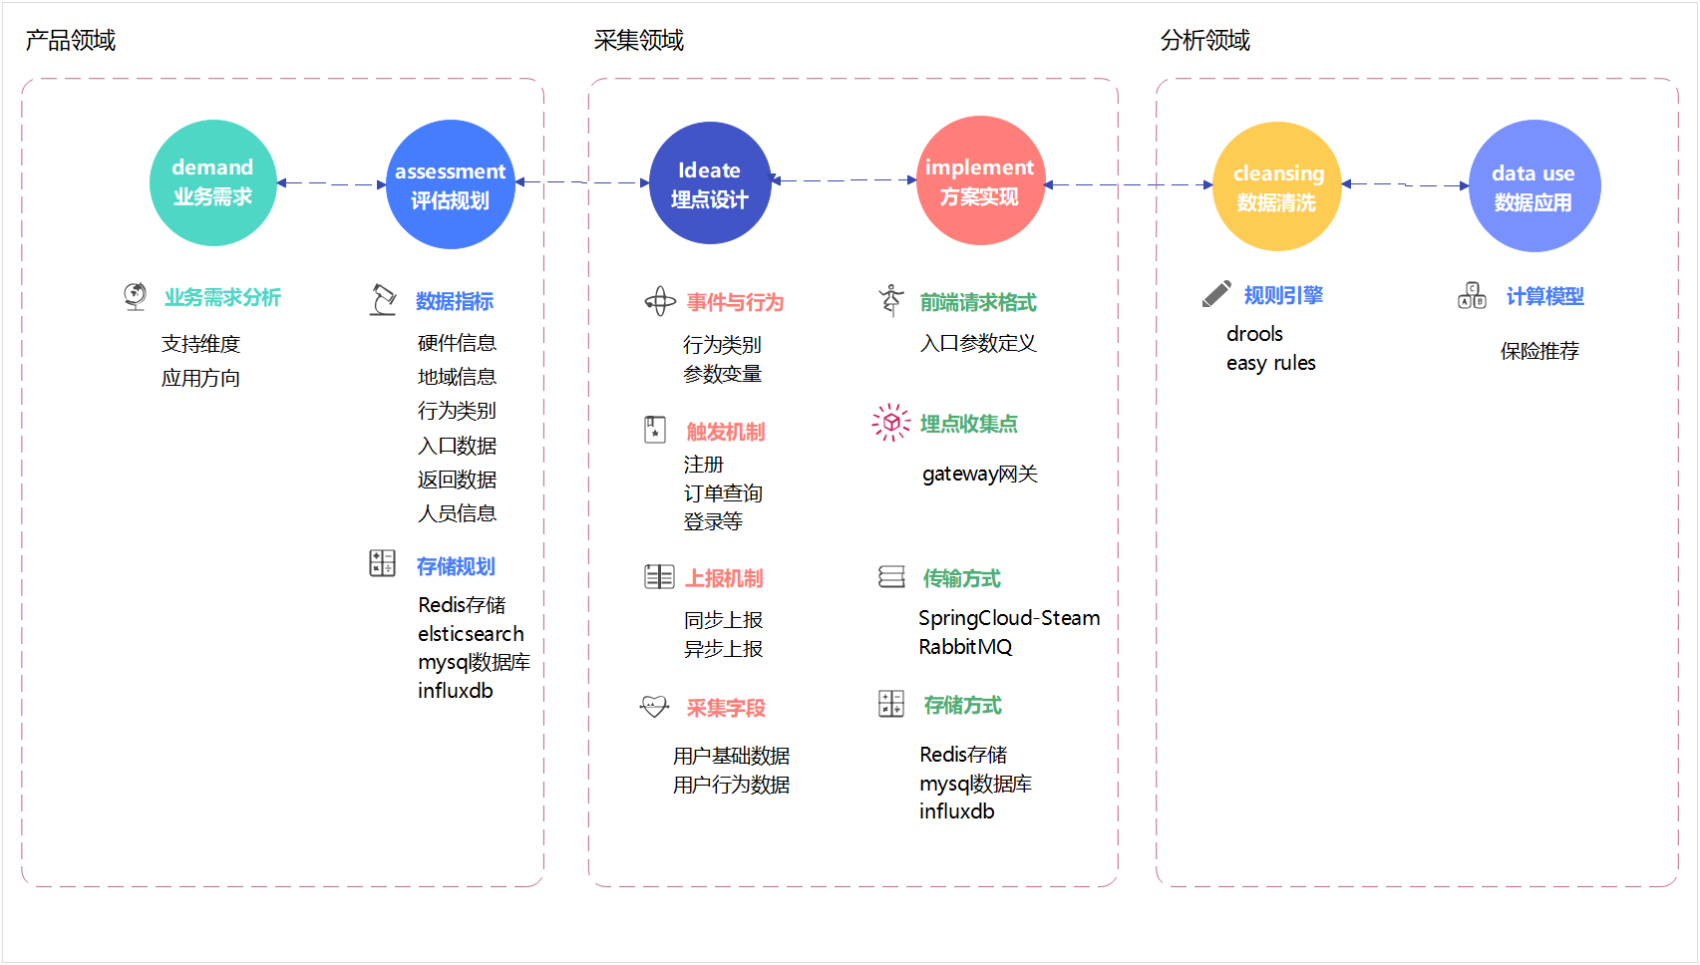 产品领域
demand
业务需求
assessment
评估规划
业务需求分析
支持维度
应用方向
数据指标
硬件信息
地域信息
行为类别
入口数据
返回数据
人员信息
存储规划
Redis存储
elsticsearch
mysql数据库
influxdb
采集领域
Ideate
埋点设计
implement
方案实现
事件与行为
行为类别
参数变量
触发机制
注册
订单查询
登录等
上报机制
同步上报
异步上报
采集字段
用户基础数据
用户行为数据
前端请求格式
入口参数定义
埋点收集点
gateway网关
传输方式
SpringCloud-Steam
RabbitMQ
存储方式
Redis存储
mysql数据库
influxdb
分析领域
cleansing
数据清洗
data use
数据应用
规则引擎
drools
easy rules
计算模型
保险推荐